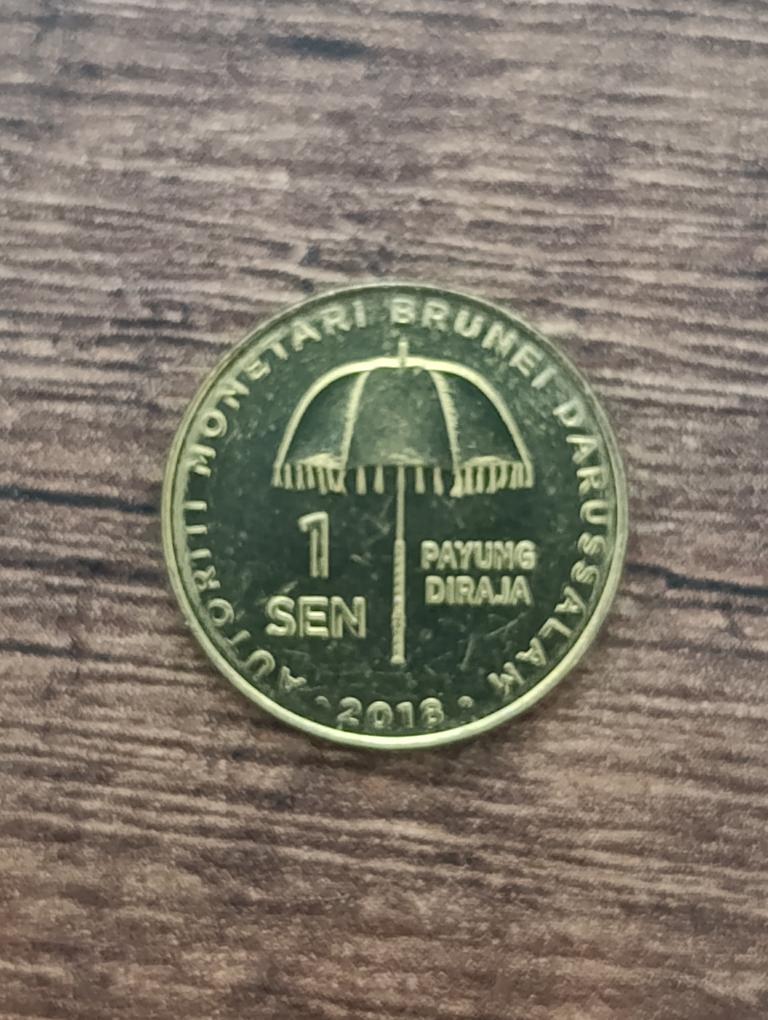 AUTORITI MONETARI BRUNEI DARUSSALAM
1
SEN
PAYUNG
DIRAJA
· 2018 ·